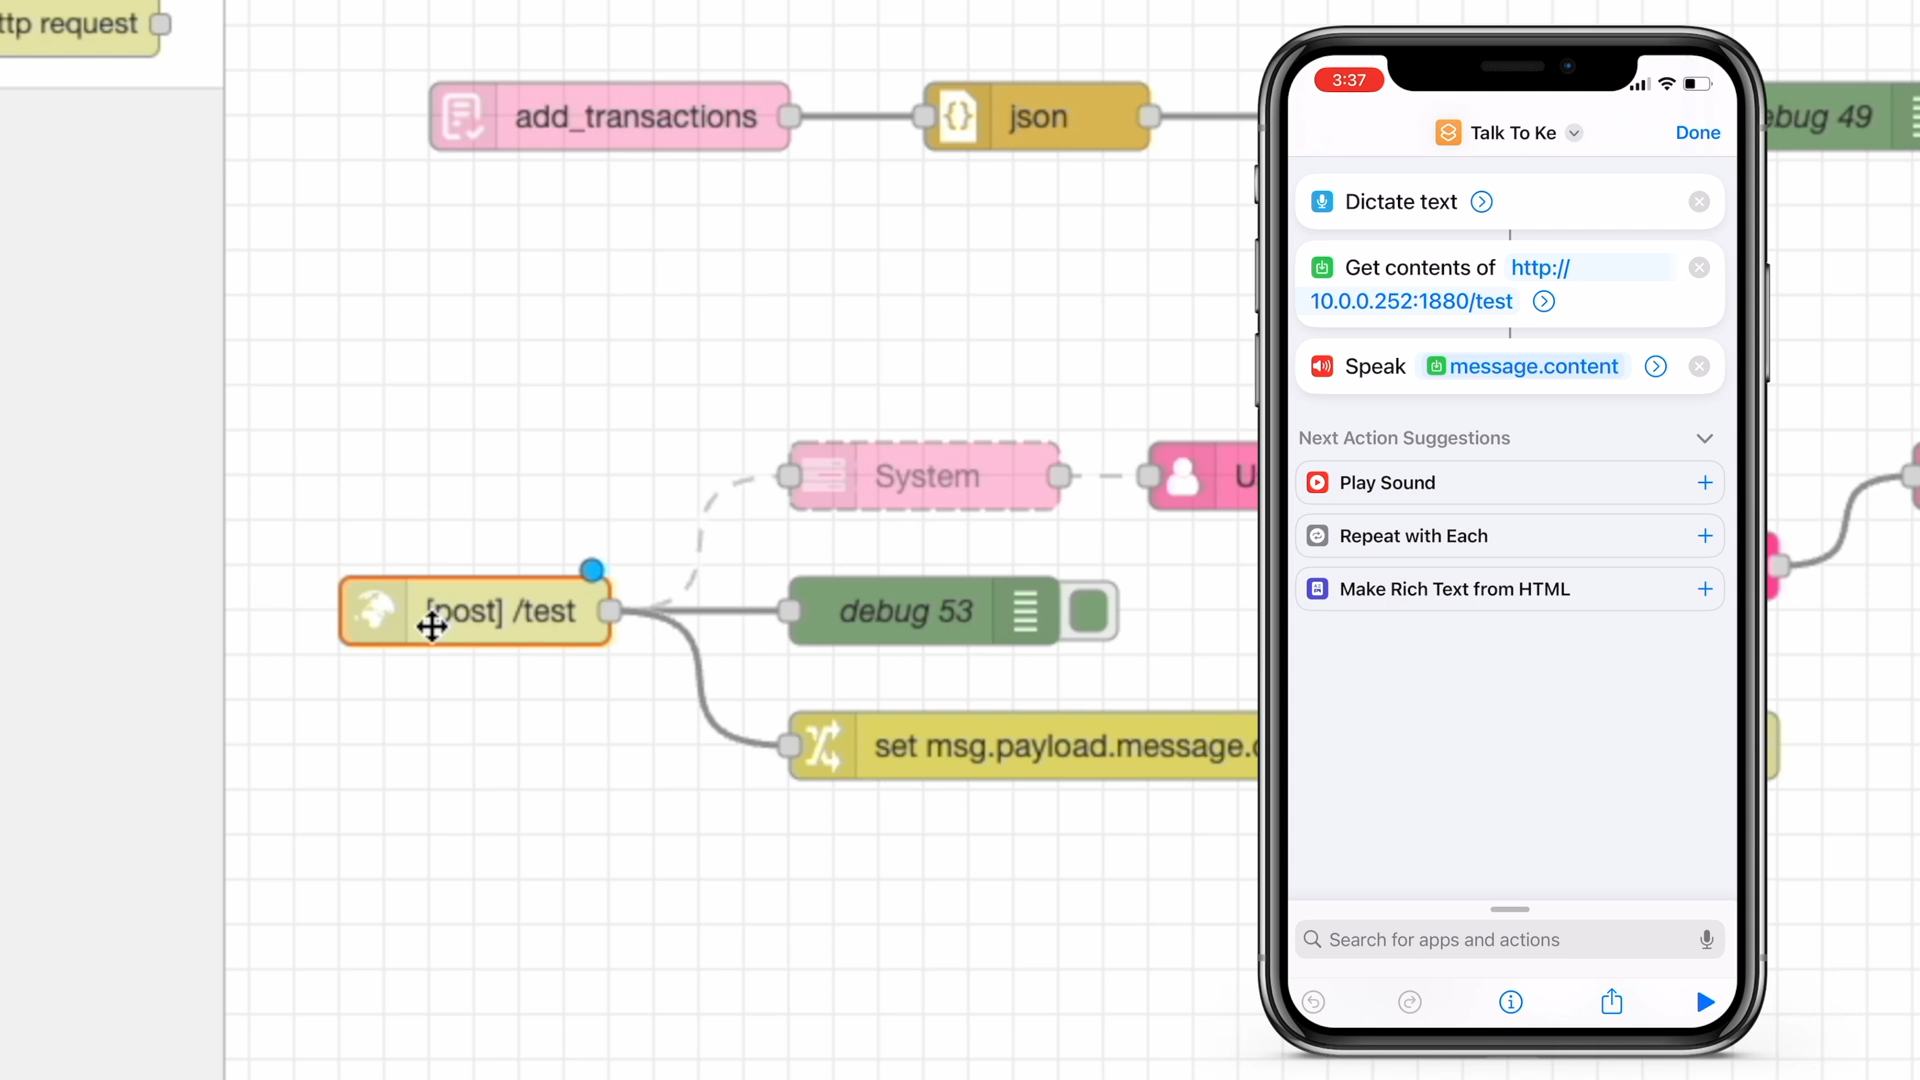 ttp request
add_transactions
json
ebug 49
System
U
[post] /test
debug 53
set msg.payload.message.
3:37
Talk To Ke
Done
Dictate text
Get contents of http://
10.0.0.252:1880/test
Speak message.content
Next Action Suggestions
Play Sound
Repeat with Each
Make Rich Text from HTML
Search for apps and actions